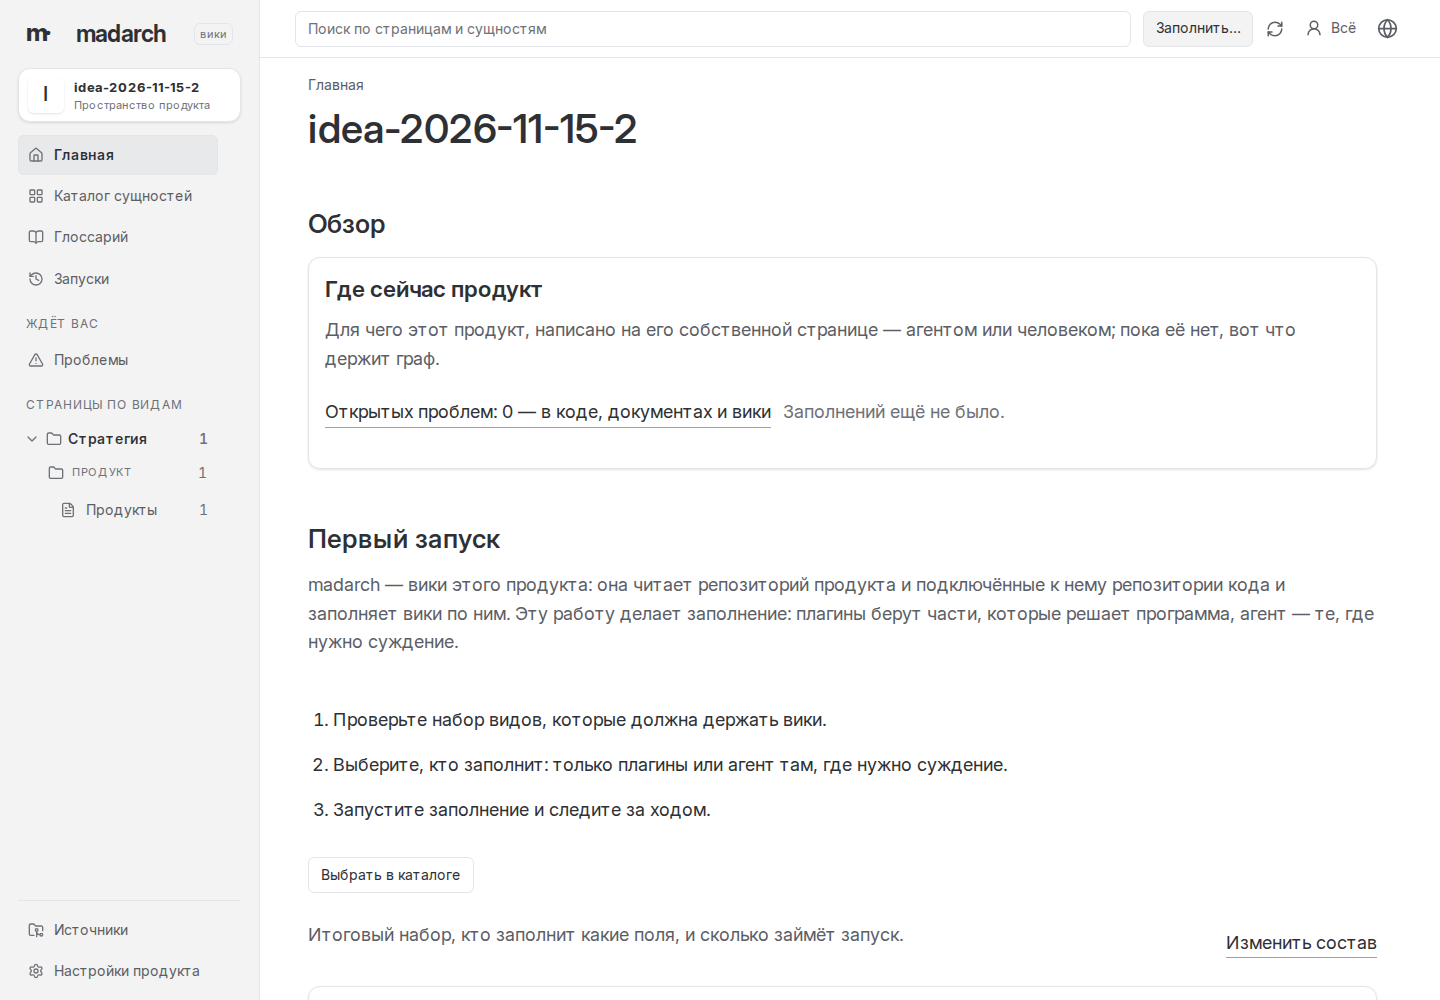 m· madarch вики
Поиск по страницам и сущностям
Заполнить...
Всё
I
idea-2026-11-15-2
Пространство продукта
Главная
Каталог сущностей
Глоссарий
Запуски
ЖДЁТ ВАС
Проблемы
СТРАНИЦЫ ПО ВИДАМ
Стратегия 1
ПРОДУКТ 1
Продукты 1
Источники
Настройки продукта
Главная
idea-2026-11-15-2
Обзор
Где сейчас продукт
Для чего этот продукт, написано на его собственной странице — агентом или человеком; пока её нет, вот что
держит граф.
Открытых проблем: 0 — в коде, документах и вики Заполнений ещё не было.
Первый запуск
madarch — вики этого продукта: она читает репозиторий продукта и подключённые к нему репозитории кода и
заполняет вики по ним. Эту работу делает заполнение: плагины берут части, которые решает программа, агент — те, где
нужно суждение.
1. Проверьте набор видов, которые должна держать вики.
2. Выберите, кто заполнит: только плагины или агент там, где нужно суждение.
3. Запустите заполнение и следите за ходом.
Выбрать в каталоге
Итоговый набор, кто заполнит какие поля, и сколько займёт запуск.
Изменить состав